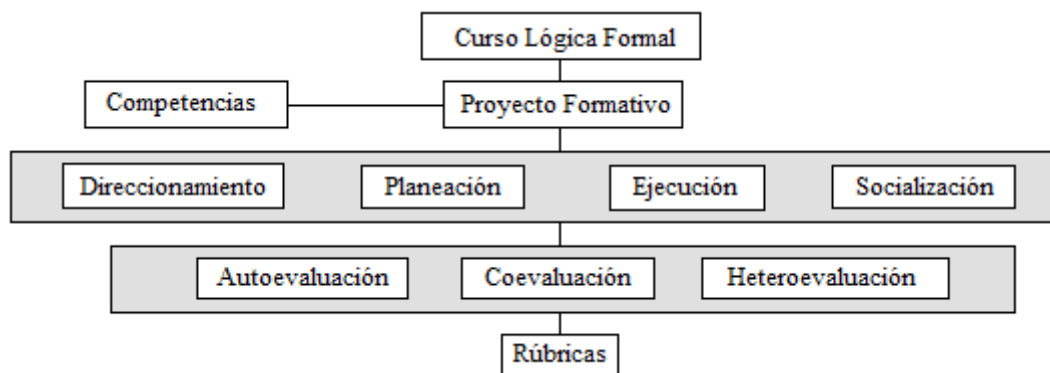 Curso Lógica Formal
Competencias
Proyecto Formativo
Direccionamiento
Planeación
Ejecución
Socialización
Autoevaluación
Coevaluación
Heteroevaluación
Rúbricas